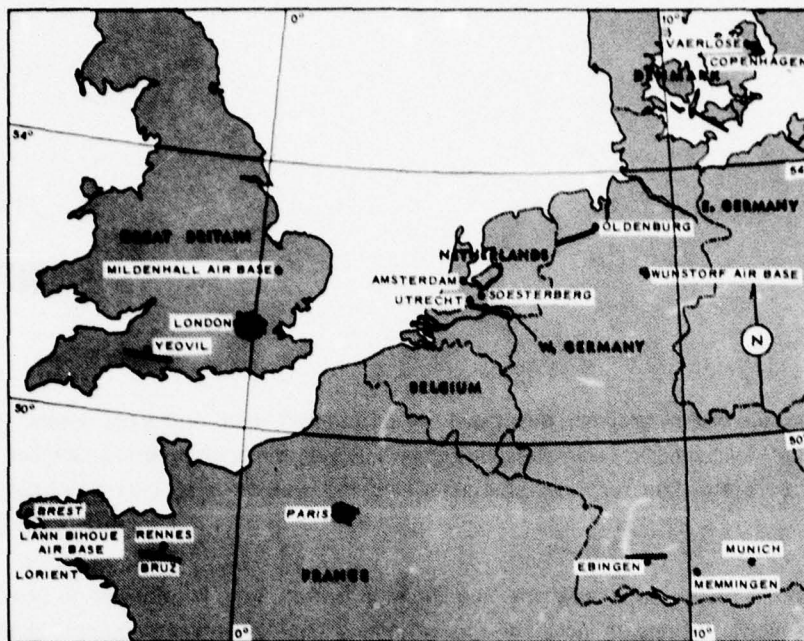 0°
10°
VAERLOSE
COPENHAGEN
DENMARK
54°
54
E. GERMANY
GREAT BRITAIN
OLDENBURG
NETHERLANDS
MILDENHALL AIR BASE
WUNSTORF AIR BASE
AMSTERDAM
SOESTERBERG
UTRECHT
LONDON
N
YEOVIL
W. GERMANY
BELGIUM
50°
50
BREST
PARIS
LANN BIHOUE
AIR BASE
RENNES
LORIENT
BRUZ
FRANCE
EBINGEN
MUNICH
MEMMINGEN
0°
10°